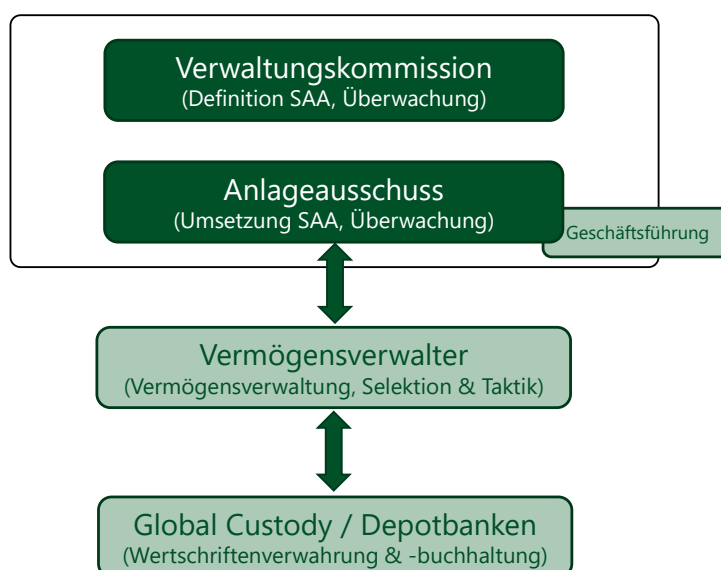 Verwaltungskommission
(Definition SAA, Überwachung)
Anlageausschuss
(Umsetzung SAA, Überwachung)
Geschäftsführung
Vermögensverwalter
(Vermögensverwaltung, Selektion & Taktik)
Global Custody / Depotbanken
(Wertschriftenverwahrung & -buchhaltung)